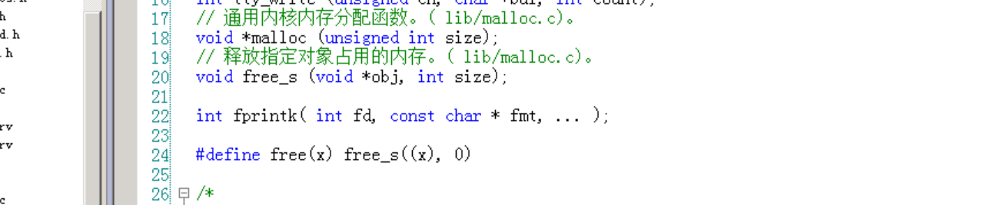 h
d.h
.h
c
rv
rv
c
16 int tty_write (unsigned ch, char *buf, int count);
17 // 通用内核内存分配函数。( lib/malloc.c)。
18 void *malloc (unsigned int size);
19 // 释放指定对象占用的内存。( lib/malloc.c)。
20 void free_s (void *obj, int size);
21
22 int fprintk( int fd, const char * fmt, ... );
23
24 #define free(x) free_s((x), 0)
25
26 /*